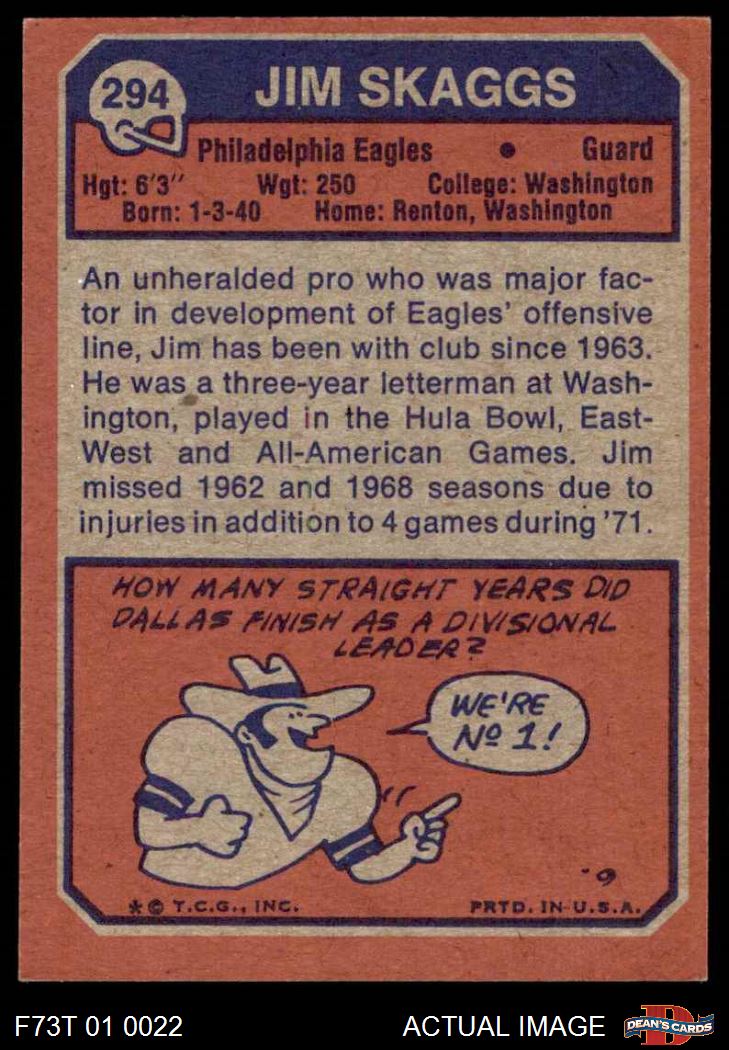 294
JIM SKAGGS
Philadelphia Eagles • Guard
Hgt: 6'3" Wgt: 250 College: Washington
Born: 1-3-40 Home: Renton, Washington
An unheralded pro who was major fac-
tor in development of Eagles' offensive
line, Jim has been with club since 1963.
He was a three-year letterman at Wash-
ington, played in the Hula Bowl, East-
West and All-American Games. Jim
missed 1962 and 1968 seasons due to
injuries in addition to 4 games during '71.
HOW MANY STRAIGHT YEARS DID
DALLAS FINISH AS A DIVISIONAL
LEADER?
WE'RE
Nº 1!
* © T.C.G., INC. PRTD. IN U.S.A.
F73T 01 0022 ACTUAL IMAGE
D
DEAN'S CARDS